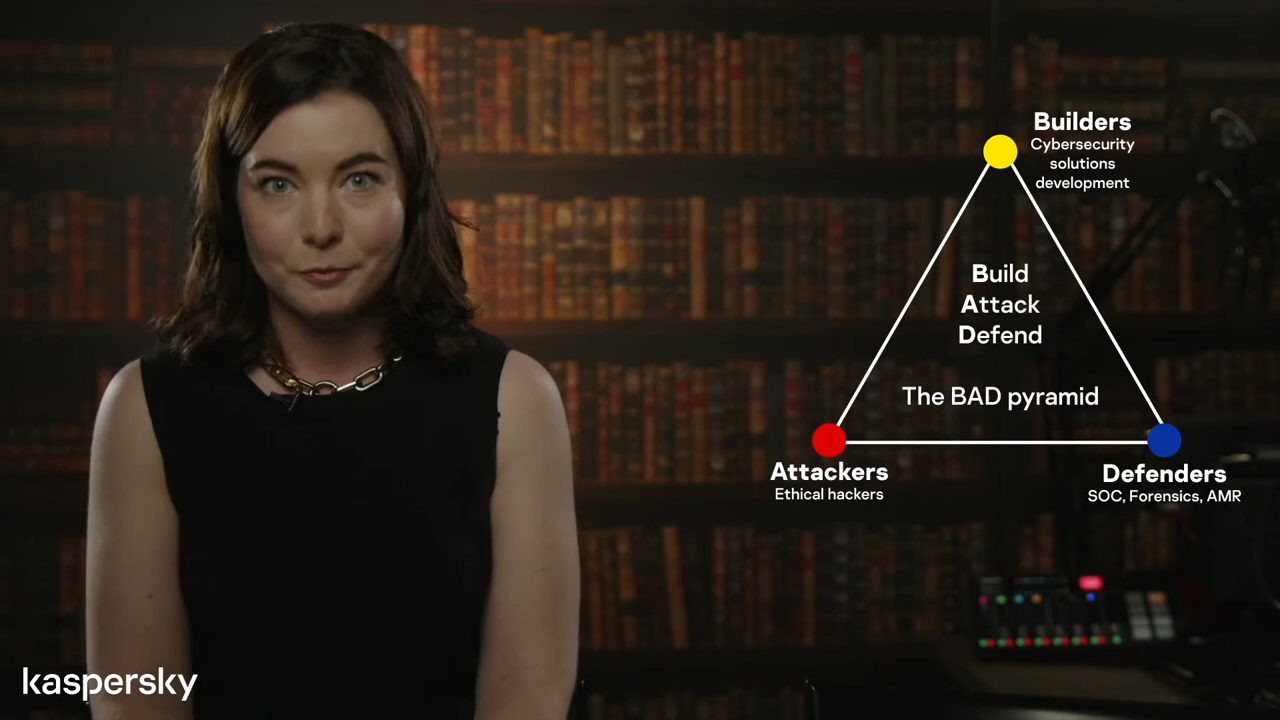 Builders
Cybersecurity
solutions
development
Build
Attack
Defend
The BAD pyramid
Attackers
Ethical hackers
Defenders
SOC, Forensics, AMR
kaspersky